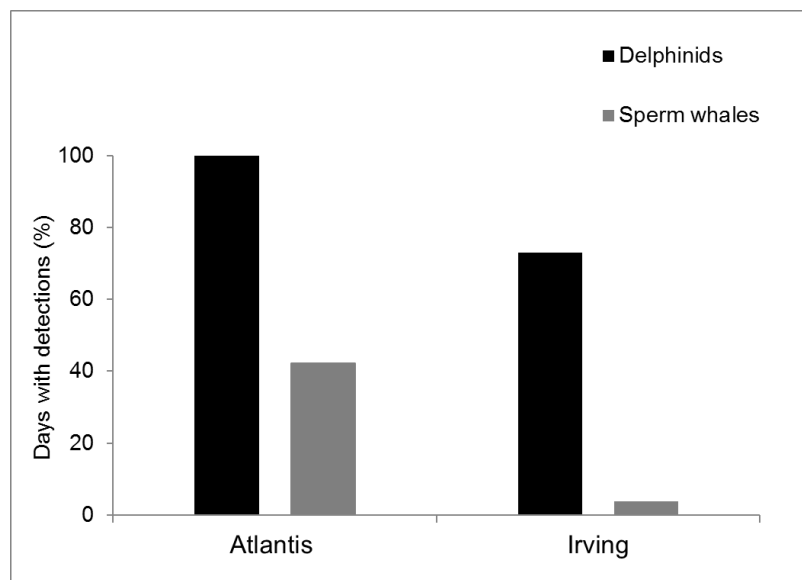 Delphinids
Sperm whales
Days with detections (%)
100
80
60
40
20
0
Atlantis Irving